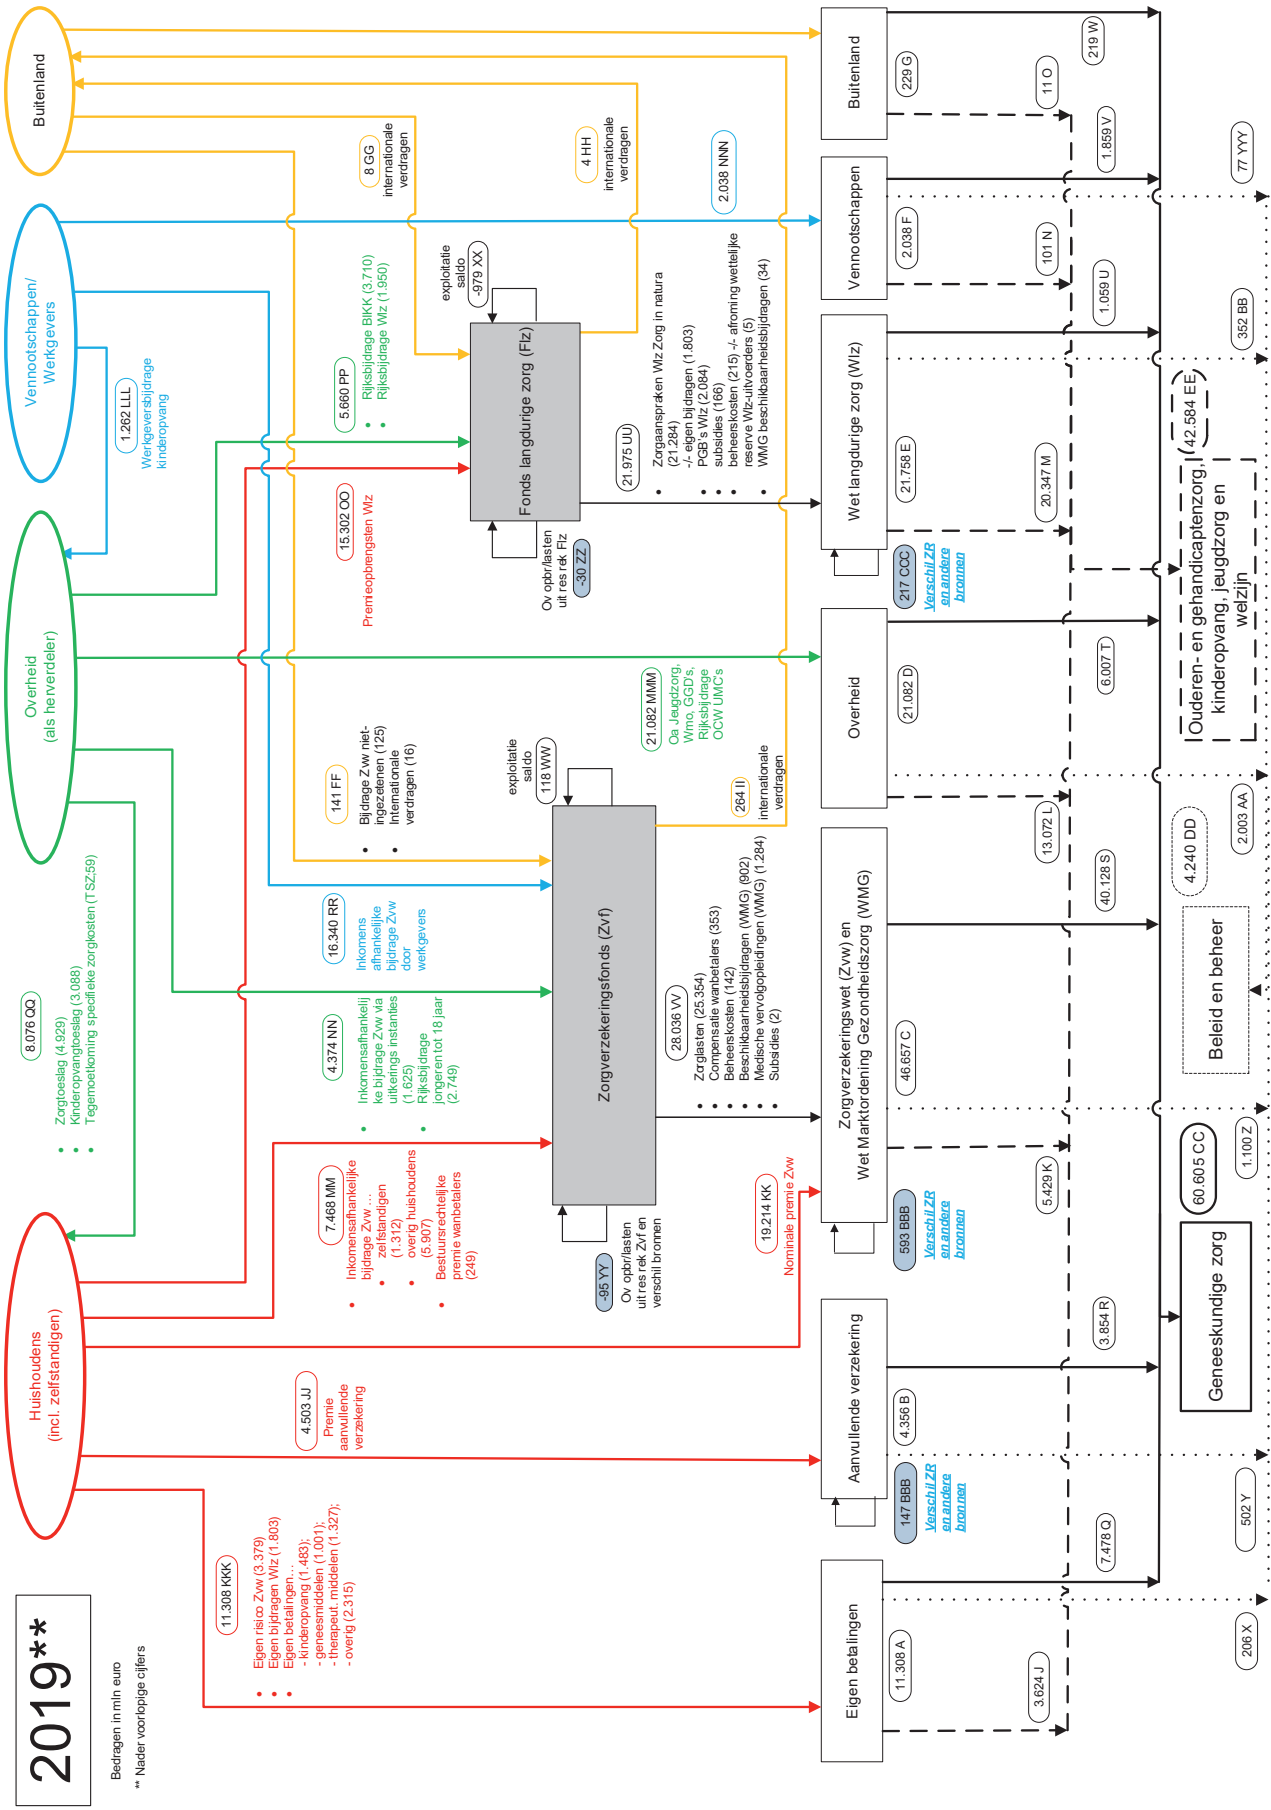 2019**
Bedragen in mln euro
** Nader voorlopige cijfers
Huishoudens
(incl. zelfstandigen)
Overheid
(als herverdeler)
Vennootschappen/
Werkgevers
Buitenland
8.076 QQ
• Zorgtoeslag (4.929)
• Kinderopvangtoeslag (3.088)
• Tegemoetkoming specifieke zorgkosten (TSZ;59)
1.262 LLL
Werkgeversbijdrage
kinderopvang
11.308 KKK
• Eigen risico Zvw (3.379)
• Eigen bijdragen Wlz (1.803)
• Eigen betalingen…
- kinderopvang (1.483);
- geneesmiddelen (1.001);
- therapeut. middelen (1.327);
- overig (2.315)
4.503 JJ
Premie
aanvullende
verzekering
7.468 MM
• Inkomensafhankelijke
bijdrage Zvw …
• zelfstandigen
(1.312)
• overig huishoudens
(5.907)
• Bestuursrechtelijke
premie wanbetalers
(249)
4.374 NN
• Inkomensafhankelij
ke bijdrage Zvw via
uitkerings instanties
(1.625)
• Rijksbijdrage
jongeren tot 18 jaar
(2.749)
16.340 RR
Inkomens
afhankelijke
bijdrage Zvw
door
werkgevers
141 FF
• Bijdrage Zvw niet-
ingezetenen (125)
• Internationale
verdragen (16)
15.302 OO
Premieopbrengsten Wlz
5.660 PP
• Rijksbijdrage BIKK (3.710)
• Rijksbijdrage Wlz (1.950)
8 GG
internationale
verdragen
4 HH
internationale
verdragen
2.038 NNN
exploitatie
saldo
-979 XX
Fonds langdurige zorg (Flz)
Ov opbr/lasten
uit res rek Flz
-30 ZZ
21.975 UU
• Zorgaanspraken Wlz Zorg in natura
(21.284)
-/- eigen bijdragen (1.803)
• PGB's Wlz (2.084)
• subsidies (166)
• beheerskosten (215) -/- afroming wettelijke
reserve Wlz-uitvoerders (5)
• WMG beschikbaarheidsbijdragen (34)
exploitatie
saldo
118 WW
Zorgverzekeringsfonds (Zvf)
-95 YY
Ov opbr/lasten
uit res rek Zvf en
verschil bronnen
28.036 VV
• Zorglasten (25.354)
• Compensatie wanbetalers (353)
• Beheerskosten (142)
• Beschikbaarheidsbijdragen (WMG) (902)
• Medische vervolgopleidingen (WMG) (1.284)
• Subsidies (2)
21.082 MMM
Oa Jeugdzorg,
Wmo, GGD's,
Rijksbijdrage
OCW UMC's
264 II
internationale
verdragen
19.214 KK
Nominale premie Zvw
Eigen betalingen
Aanvullende verzekering
Zorgverzekeringswet (Zvw) en
Wet Marktordening Gezondheidszorg (WMG)
Overheid
Wet langdurige zorg (Wlz)
Vennootschappen
Buitenland
11.308 A
147 BBB
Verschil ZR
en andere
bronnen
4.356 B
593 BBB
Verschil ZR
en andere
bronnen
46.657 C
21.082 D
217 CCC
Verschil ZR
en andere
bronnen
21.758 E
2.038 F
229 G
3.624 J
5.429 K
13.072 L
20.347 M
101 N
11 O
7.478 Q
3.854 R
40.128 S
6.007 T
1.059 U
1.859 V
219 W
Geneeskundige zorg
60.605 CC
Beleid en beheer
4.240 DD
Ouderen- en gehandicaptenzorg,
kinderopvang, jeugdzorg en
welzijn
42.584 EE
206 X
502 Y
1.100 Z
2.003 AA
352 BB
77 YYY